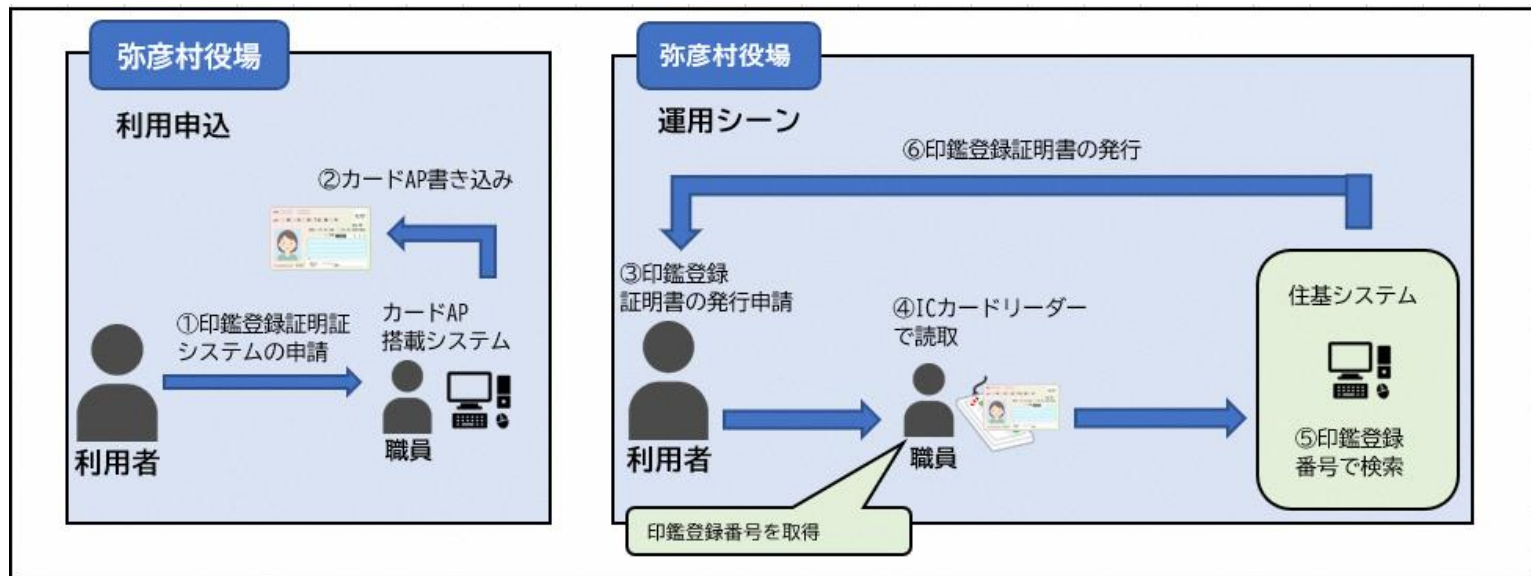 弥彦村役場
利用申込
②カードAP書き込み
①印鑑登録証明証
システムの申請
カードAP
搭載システム
利用者
職員
弥彦村役場
運用シーン
⑥印鑑登録証明書の発行
③印鑑登録
証明書の発行申請
④ICカードリーダー
で読取
住基システム
⑤印鑑登録
番号で検索
利用者
職員
印鑑登録番号を取得